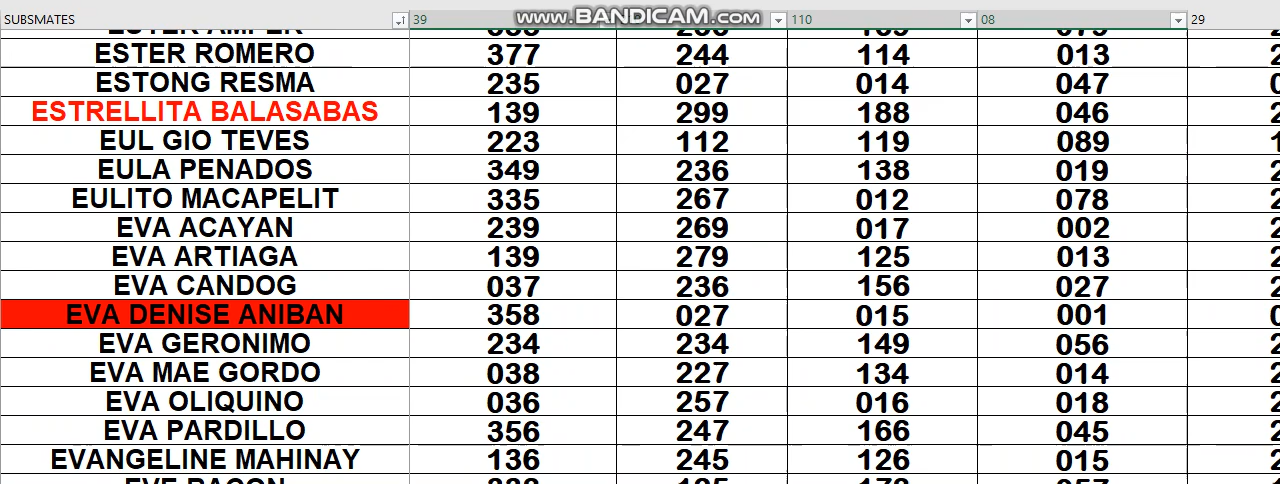 SUBSMATES 39 www.BANDICAM.com 110 08 29
ESTER ROMERO 377 244 114 013
ESTONG RESMA 235 027 014 047
ESTRELLITA BALASABAS 139 299 188 046
EUL GIO TEVES 223 112 119 089
EULA PENADOS 349 236 138 019
EULITO MACAPELIT 335 267 012 078
EVA ACAYAN 239 269 017 002
EVA ARTIAGA 139 279 125 013
EVA CANDOG 037 236 156 027
EVA DENISE ANIBAN 358 027 015 001
EVA GERONIMO 234 234 149 056
EVA MAE GORDO 038 227 134 014
EVA OLIQUINO 036 257 016 018
EVA PARDILLO 356 247 166 045
EVANGELINE MAHINAY 136 245 126 015